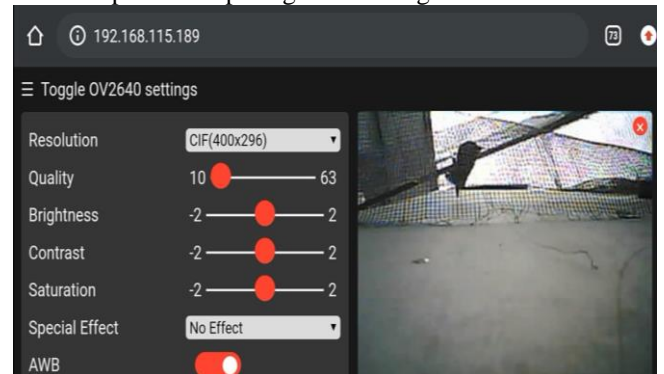 192.168.115.189
73
Toggle OV2640 settings
Resolution CIF(400x296)
Quality 10 63
Brightness -2 2
Contrast -2 2
Saturation -2 2
Special Effect No Effect
AWB